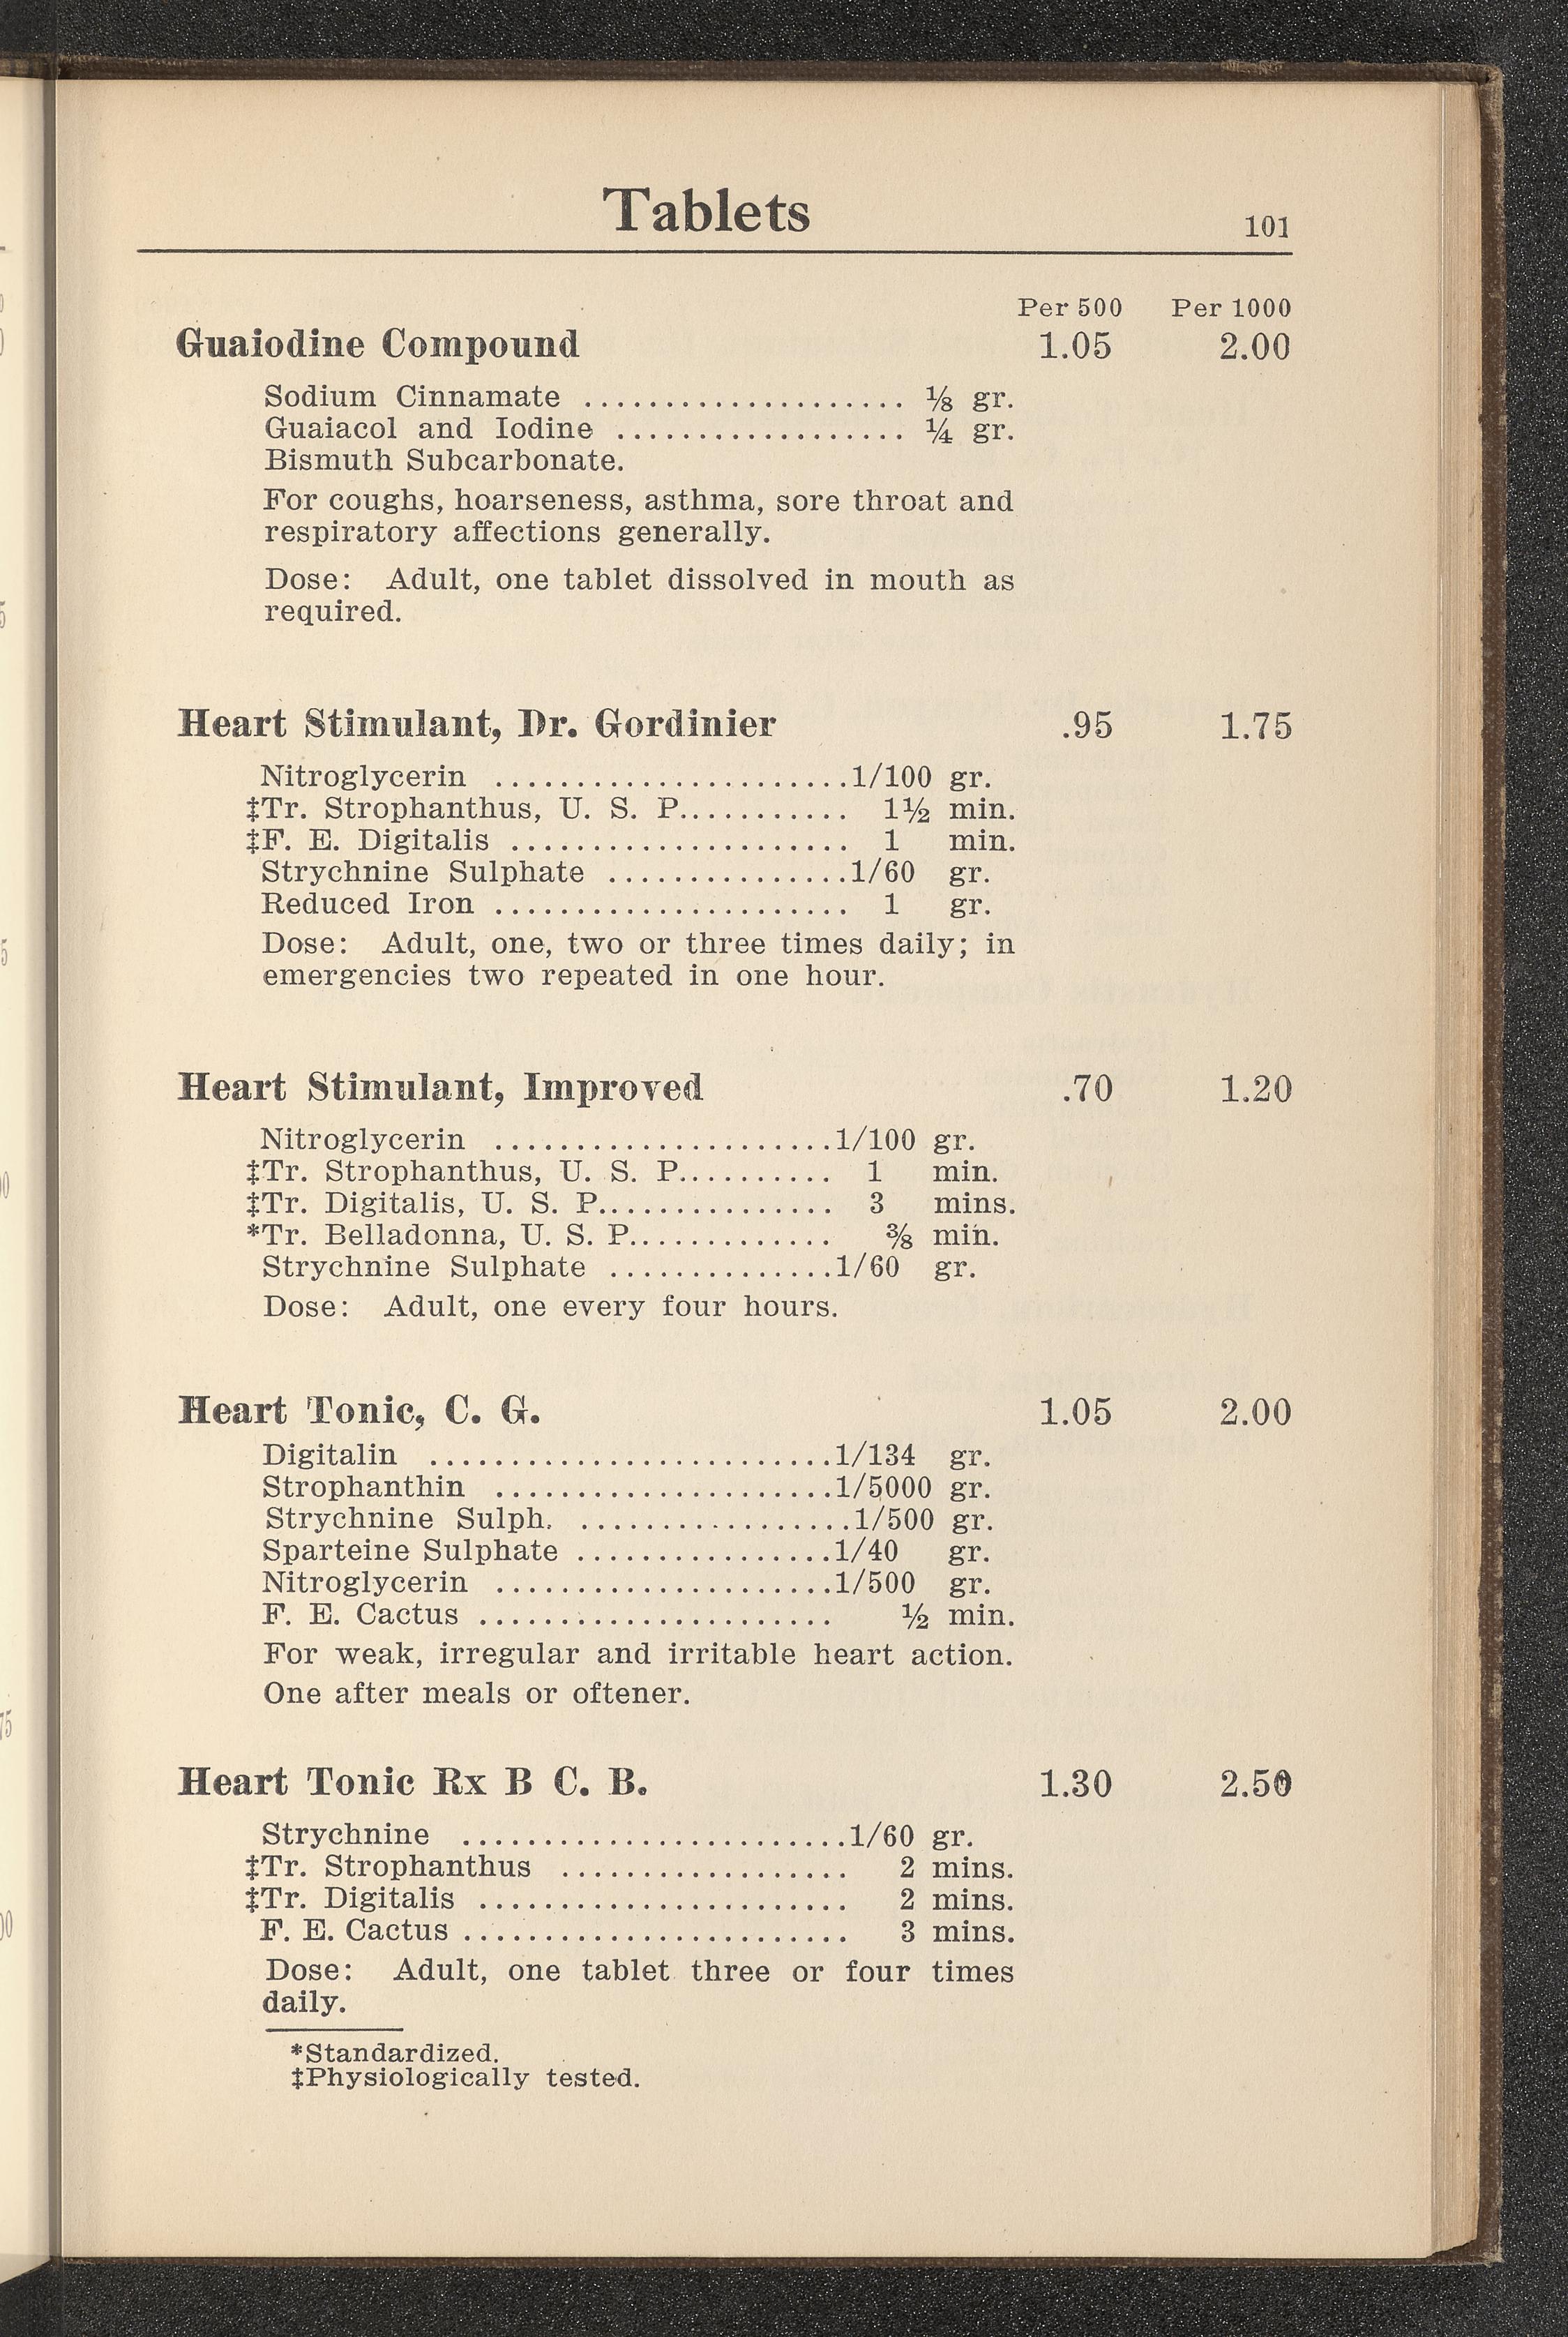 Tablets 101
Per 500 Per 1000
Guaiodine Compound 1.05 2.00
Sodium Cinnamate .................... ⅛ gr.
Guaiacol and Iodine .................. ¼ gr.
Bismuth Subcarbonate.
For coughs, hoarseness, asthma, sore throat and
respiratory affections generally.
Dose: Adult, one tablet dissolved in mouth as
required.
Heart Stimulant, Dr. Gordinier .95 1.75
Nitroglycerin ......................1/100 gr.
‡Tr. Strophanthus, U. S. P........... 1½ min.
‡F. E. Digitalis ..................... 1 min.
Strychnine Sulphate ...............1/60 gr.
Reduced Iron ...................... 1 gr.
Dose: Adult, one, two or three times daily; in
emergencies two repeated in one hour.
Heart Stimulant, Improved .70 1.20
Nitroglycerin .....................1/100 gr.
‡Tr. Strophanthus, U. S. P.......... 1 min.
‡Tr. Digitalis, U. S. P............... 3 mins.
*Tr. Belladonna, U. S. P............. ⅜ min.
Strychnine Sulphate ..............1/60 gr.
Dose: Adult, one every four hours.
Heart Tonic, C. G. 1.05 2.00
Digitalin .........................1/134 gr.
Strophanthin .....................1/5000 gr.
Strychnine Sulph. .................1/500 gr.
Sparteine Sulphate ................1/40 gr.
Nitroglycerin .....................1/500 gr.
F. E. Cactus ...................... ½ min.
For weak, irregular and irritable heart action.
One after meals or oftener.
Heart Tonic Rx B C. B. 1.30 2.50
Strychnine ........................1/60 gr.
‡Tr. Strophanthus .................. 2 mins.
‡Tr. Digitalis ....................... 2 mins.
F. E. Cactus ........................ 3 mins.
Dose: Adult, one tablet three or four times
daily.
*Standardized.
‡Physiologically tested.